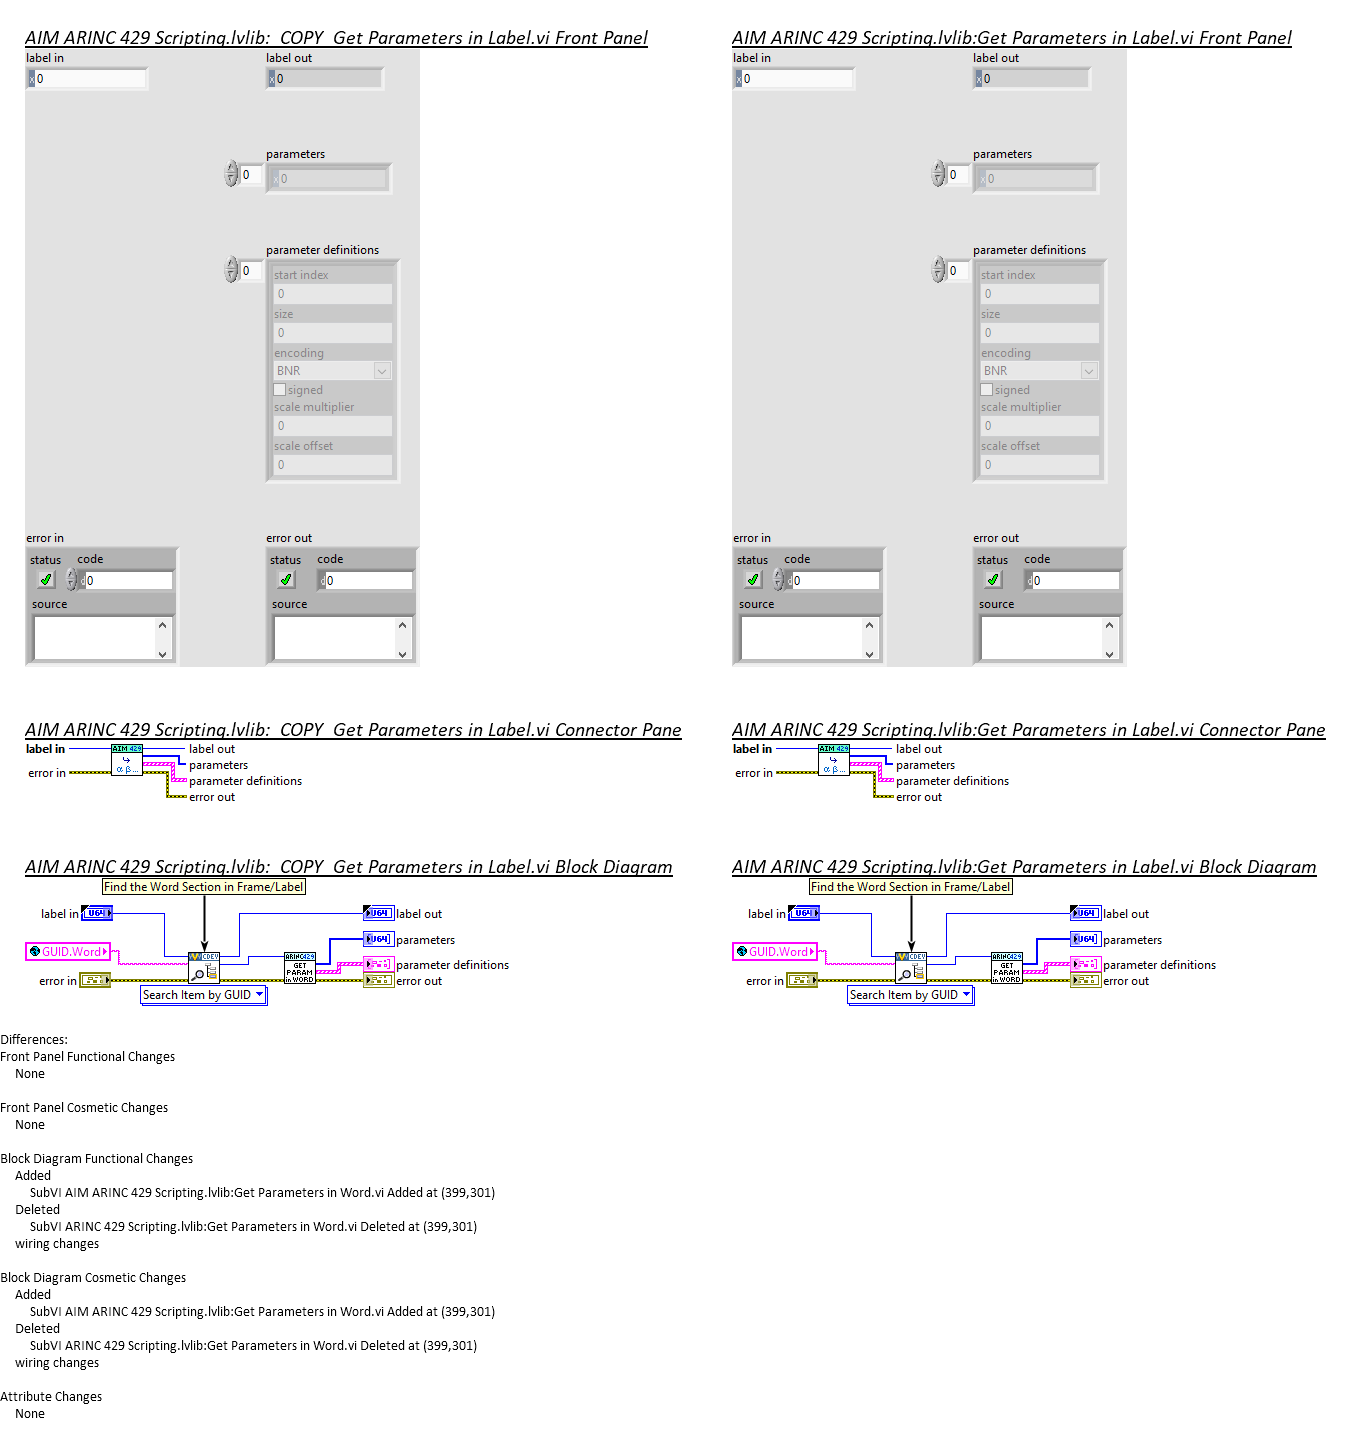 AIM ARINC 429 Scripting.lvlib:_COPY_Get Parameters in Label.vi Front Panel
label in
label out
x 0
x 0
parameters
0
x 0
parameter definitions
0
start index
0
size
0
encoding
BNR
signed
scale multiplier
0
scale offset
0
error in
error out
status
code
status
code
d 0
d 0
source
source
AIM ARINC 429 Scripting.lvlib:Get Parameters in Label.vi Front Panel
label in
label out
x 0
x 0
parameters
0
x 0
parameter definitions
0
start index
0
size
0
encoding
BNR
signed
scale multiplier
0
scale offset
0
error in
error out
status
code
status
code
d 0
d 0
source
source
AIM ARINC 429 Scripting.lvlib:_COPY_Get Parameters in Label.vi Connector Pane
label in
AIM 429
α β ...
label out
parameters
error in
parameter definitions
error out
AIM ARINC 429 Scripting.lvlib:Get Parameters in Label.vi Connector Pane
label in
AIM 429
α β ...
label out
parameters
error in
parameter definitions
error out
AIM ARINC 429 Scripting.lvlib:_COPY_Get Parameters in Label.vi Block Diagram
Find the Word Section in Frame/Label
label in
U64
U64
label out
U64
parameters
GUID.Word
CDEV
ARINC429
GET
PARAM
in WORD
parameter definitions
error in
error out
Search Item by GUID
AIM ARINC 429 Scripting.lvlib:Get Parameters in Label.vi Block Diagram
Find the Word Section in Frame/Label
label in
U64
U64
label out
U64
parameters
GUID.Word
CDEV
ARINC429
GET
PARAM
in WORD
parameter definitions
error in
error out
Search Item by GUID
Differences:
Front Panel Functional Changes
None
Front Panel Cosmetic Changes
None
Block Diagram Functional Changes
Added
SubVI AIM ARINC 429 Scripting.lvlib:Get Parameters in Word.vi Added at (399,301)
Deleted
SubVI ARINC 429 Scripting.lvlib:Get Parameters in Word.vi Deleted at (399,301)
wiring changes
Block Diagram Cosmetic Changes
Added
SubVI AIM ARINC 429 Scripting.lvlib:Get Parameters in Word.vi Added at (399,301)
Deleted
SubVI ARINC 429 Scripting.lvlib:Get Parameters in Word.vi Deleted at (399,301)
wiring changes
Attribute Changes
None